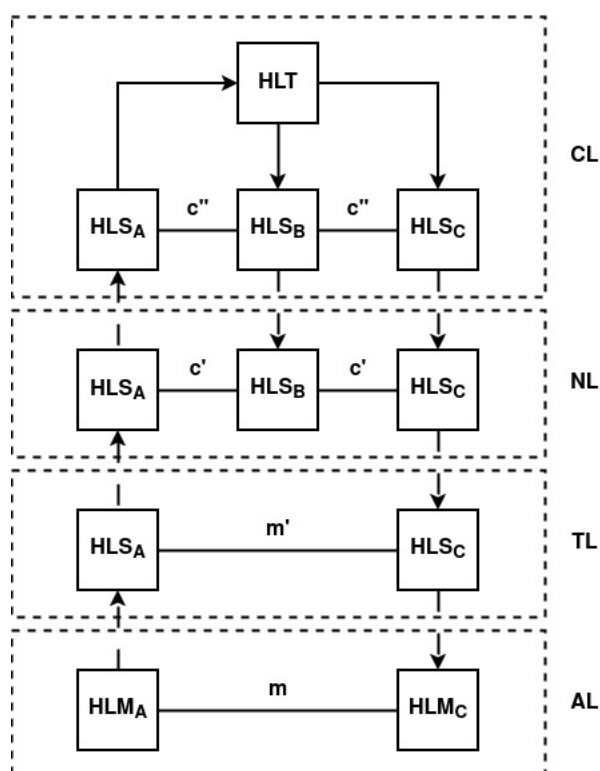 HLT
CL
c" c"
HLSA HLSB HLSC
c' c'
HLSA HLSB HLSC
NL
m'
HLSA HLSC
TL
m
HLMA HLMC
AL